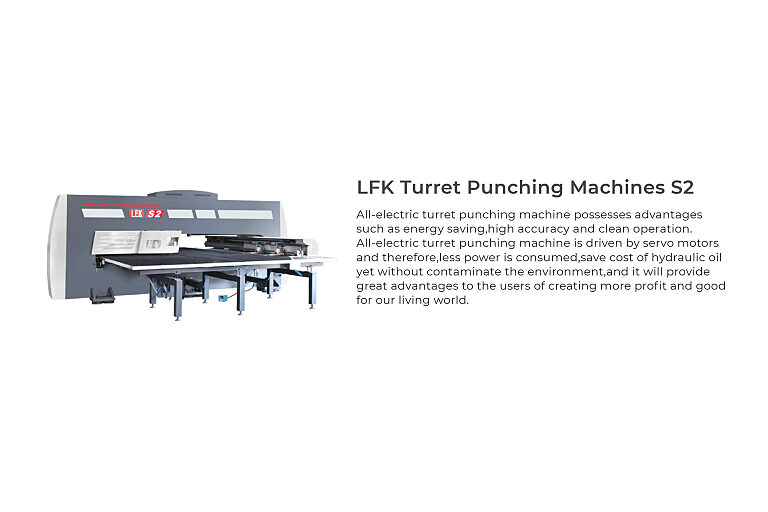 LFK Turret Punching Machines S2
All-electric turret punching machine possesses advantages
such as energy saving,high accuracy and clean operation.
All-electric turret punching machine is driven by servo motors
and therefore,less power is consumed,save cost of hydraulic oil
yet without contaminate the environment,and it will provide
great advantages to the users of creating more profit and good
for our living world.
LFK S2